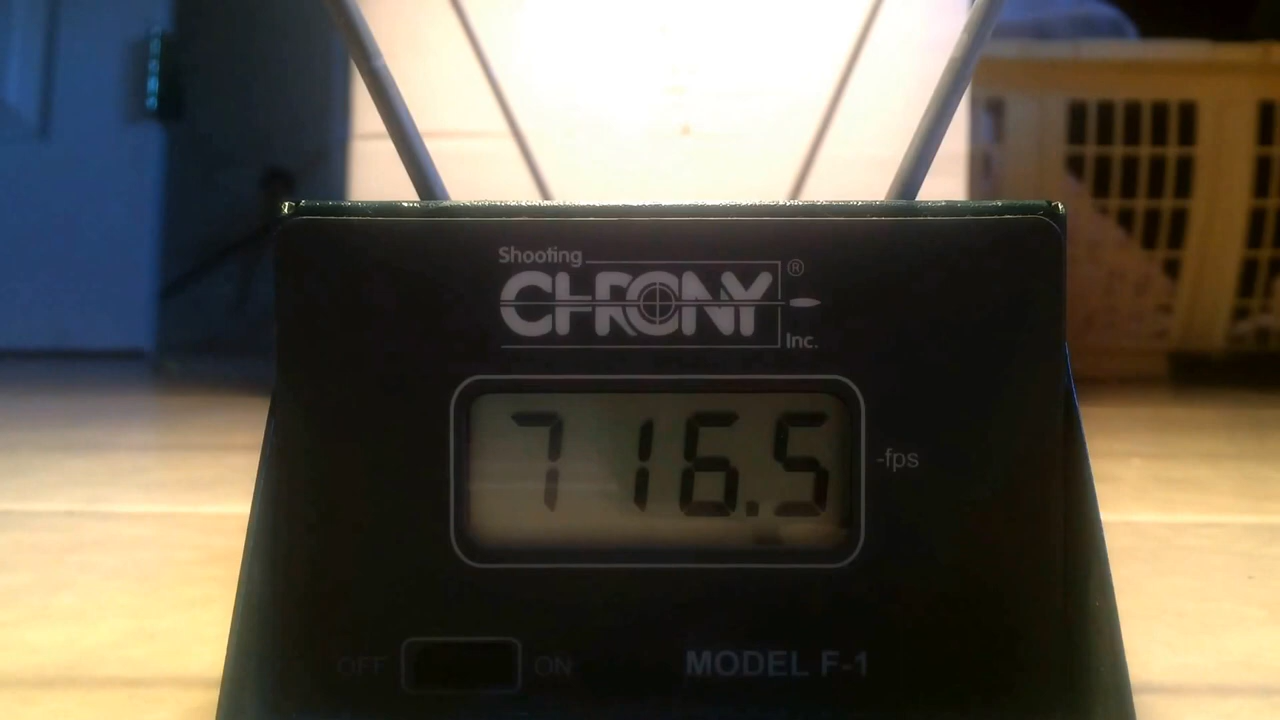 Shooting
CHRONY®
Inc.
716.5
-fps
OFF ON
MODEL F-1